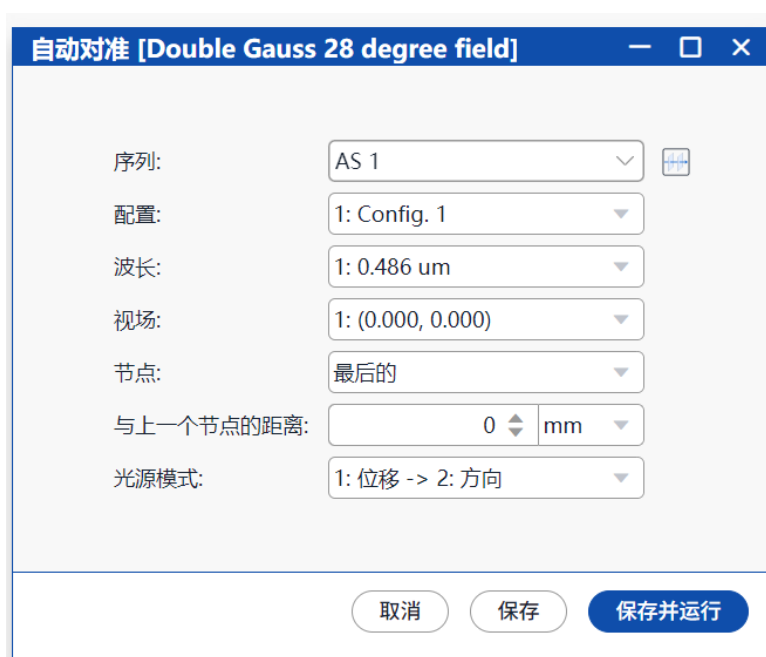 自动对准 [Double Gauss 28 degree field]
序列: AS 1
配置: 1: Config. 1
波长: 1: 0.486 um
视场: 1: (0.000, 0.000)
节点: 最后的
与上一个节点的距离: 0 mm
光源模式: 1: 位移 -> 2: 方向
取消 保存 保存并运行